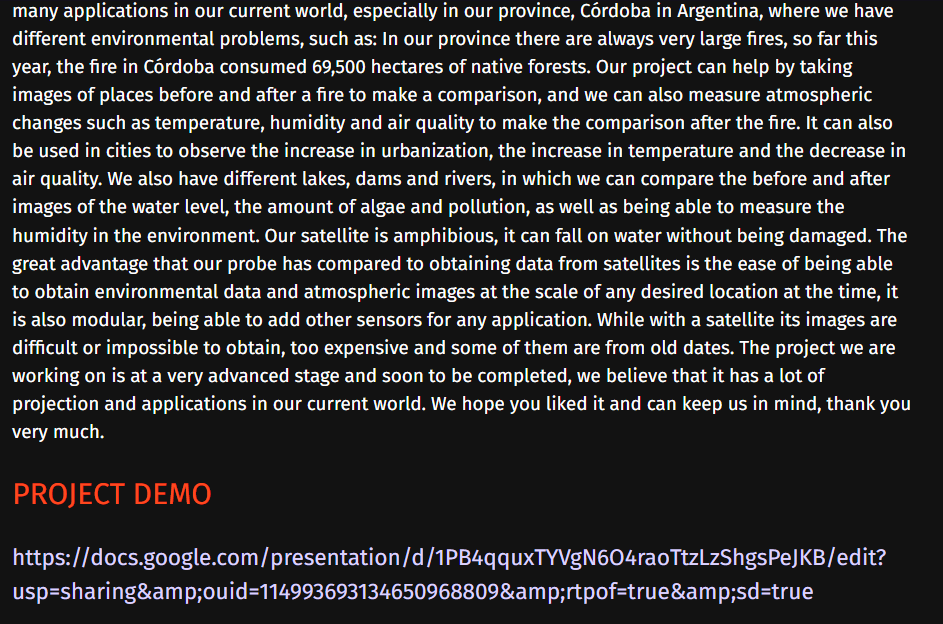 many applications in our current world, especially in our province, Córdoba in Argentina, where we have
different environmental problems, such as: In our province there are always very large fires, so far this
year, the fire in Córdoba consumed 69,500 hectares of native forests. Our project can help by taking
images of places before and after a fire to make a comparison, and we can also measure atmospheric
changes such as temperature, humidity and air quality to make the comparison after the fire. It can also
be used in cities to observe the increase in urbanization, the increase in temperature and the decrease in
air quality. We also have different lakes, dams and rivers, in which we can compare the before and after
images of the water level, the amount of algae and pollution, as well as being able to measure the
humidity in the environment. Our satellite is amphibious, it can fall on water without being damaged. The
great advantage that our probe has compared to obtaining data from satellites is the ease of being able
to obtain environmental data and atmospheric images at the scale of any desired location at the time, it
is also modular, being able to add other sensors for any application. While with a satellite its images are
difficult or impossible to obtain, too expensive and some of them are from old dates. The project we are
working on is at a very advanced stage and soon to be completed, we believe that it has a lot of
projection and applications in our current world. We hope you liked it and can keep us in mind, thank you
very much.
PROJECT DEMO
https://docs.google.com/presentation/d/1PB4qquxTYVgN6O4raoTtzLzShgsPeJKB/edit?
usp=sharing&amp;ouid=114993693134650968809&amp;rtpof=true&amp;sd=true